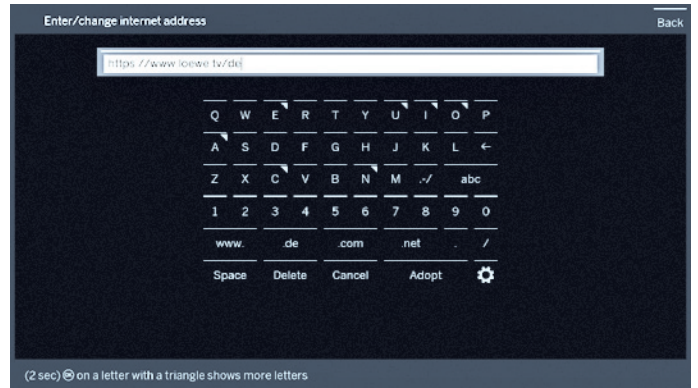 Enter/change internet address
Back
https //www loewe tv/de
Q W E R T Y U I O P
A S D F G H J K L ←
Z X C V B N M .-/ abc
1 2 3 4 5 6 7 8 9 0
www. .de .com .net . /
Space Delete Cancel Adopt
(2 sec) OK on a letter with a triangle shows more letters